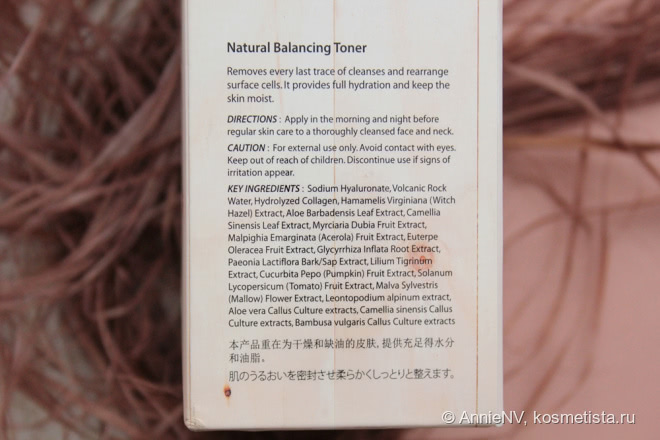 Natural Balancing Toner
Removes every last trace of cleanses and rearrange
surface cells. It provides full hydration and keep the
skin moist.
DIRECTIONS : Apply in the morning and night before
regular skin care to a thoroughly cleansed face and neck.
CAUTION : For external use only. Avoid contact with eyes.
Keep out of reach of children. Discontinue use if signs of
irritation appear.
KEY INGREDIENTS : Sodium Hyaluronate, Volcanic Rock
Water, Hydrolyzed Collagen, Hamamelis Virginiana (Witch
Hazel) Extract, Aloe Barbadensis Leaf Extract, Camellia
Sinensis Leaf Extract, Myrciaria Dubia Fruit Extract,
Malpighia Emarginata (Acerola) Fruit Extract, Euterpe
Oleracea Fruit Extract, Glycyrrhiza Inflata Root Extract,
Paeonia Lactiflora Bark/Sap Extract, Lilium Tigrinum
Extract, Cucurbita Pepo (Pumpkin) Fruit Extract, Solanum
Lycopersicum (Tomato) Fruit Extract, Malva Sylvestris
(Mallow) Flower Extract, Leontopodium alpinum extract,
Aloe vera Callus Culture extracts, Camellia sinensis Callus
Culture extracts, Bambusa vulgaris Callus Culture extracts
本产品重在为干燥和缺油的皮肤, 提供充足得水分
和油脂。
肌のうるおいを密封させ柔らかくしっとりと整えます。
© AnnieNV, kosmetista.ru